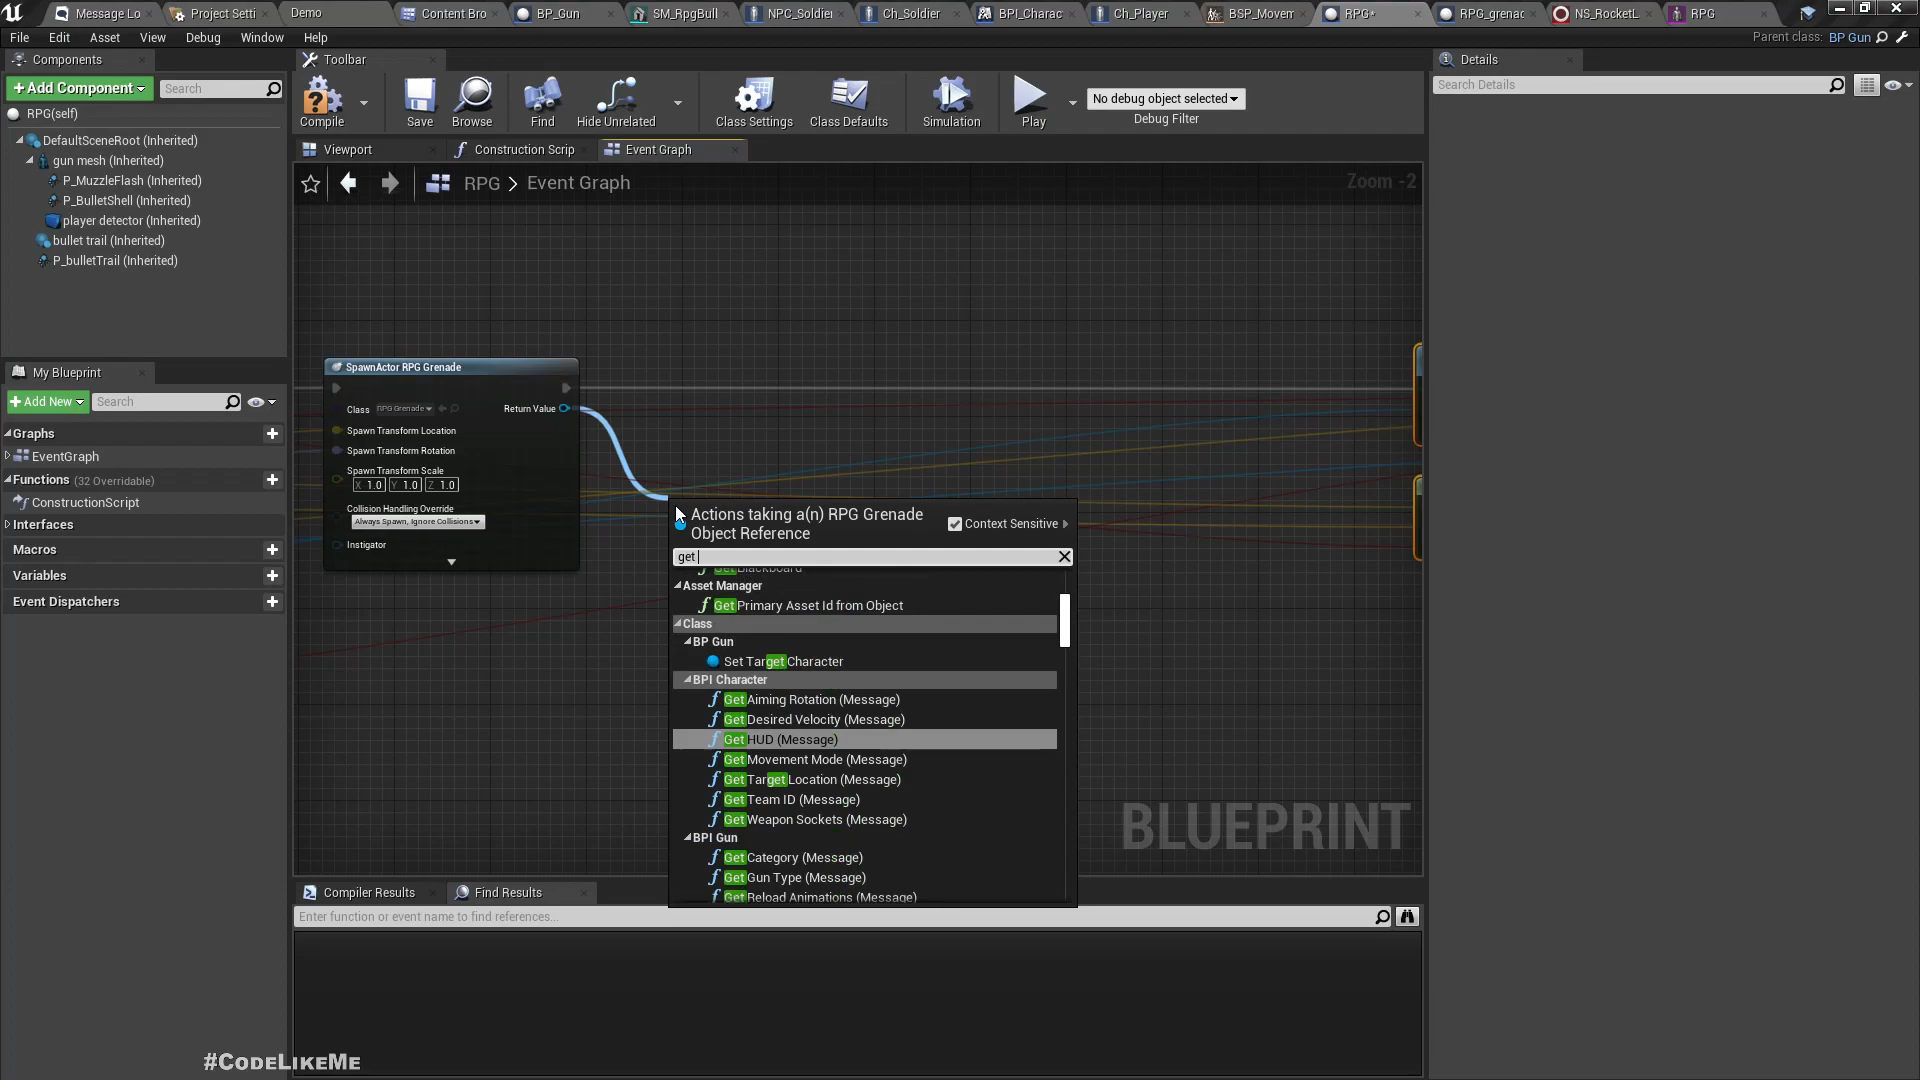 Message Lo
Project Setti
Demo
Content Bro
BP_Gun
SM_RpgBull
NPC_Soldier
Ch_Soldier
BPI_Charac
Ch_Player
BSP_Movem
RPG*
RPG_grenad
NS_RocketL
RPG
File Edit Asset View Debug Window Help
Parent class: BP Gun
Components
Toolbar
Details
+Add Component
Search
Search Details
RPG(self)
DefaultSceneRoot (Inherited)
gun mesh (Inherited)
P_MuzzleFlash (Inherited)
P_BulletShell (Inherited)
player detector (Inherited)
bullet trail (Inherited)
P_bulletTrail (Inherited)
Compile
Save
Browse
Find
Hide Unrelated
Class Settings
Class Defaults
Simulation
Play
No debug object selected
Debug Filter
Viewport
Construction Scrip
Event Graph
RPG > Event Graph
Zoom -2
My Blueprint
+Add New
Search
Graphs
EventGraph
Functions (32 Overridable)
ConstructionScript
Interfaces
Macros
Variables
Event Dispatchers
SpawnActor RPG Grenade
Class RPG Grenade
Return Value
Spawn Transform Location
Spawn Transform Rotation
Spawn Transform Scale
X 1.0 Y 1.0 Z 1.0
Collision Handling Override
Always Spawn, Ignore Collisions
Instigator
Actions taking a(n) RPG Grenade
Object Reference
Context Sensitive
get
Get Blackboard
Asset Manager
Get Primary Asset Id from Object
Class
BP Gun
Set Target Character
BPI Character
Get Aiming Rotation (Message)
Get Desired Velocity (Message)
Get HUD (Message)
Get Movement Mode (Message)
Get Target Location (Message)
Get Team ID (Message)
Get Weapon Sockets (Message)
BPI Gun
Get Category (Message)
Get Gun Type (Message)
Get Reload Animations (Message)
BLUEPRINT
Compiler Results
Find Results
Enter function or event name to find references...
#CodeLikeMe